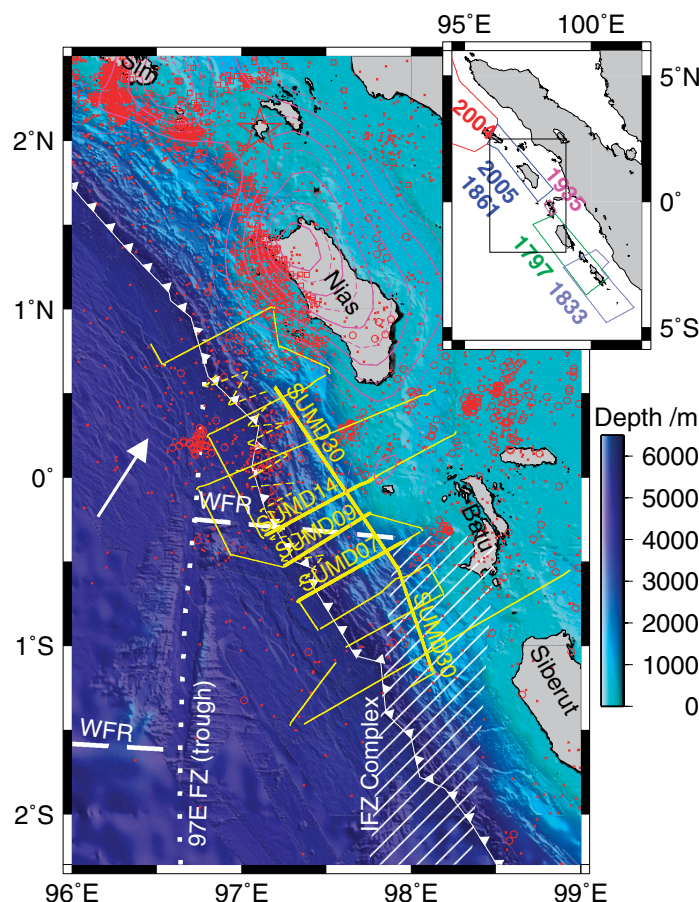 95°E
100°E
5°N
0°
5°S
2004
2005
1861
1935
1797
1833
Sim
2°N
1°N
0°
1°S
2°S
Nias
Batu
Siberut
SUMD30
SUMD14
SUMD09
SUMD07
SUMD30
WFR
WFR
97E FZ (trough)
IFZ Complex
Depth /m
6000
5000
4000
3000
2000
1000
0
96°E
97°E
98°E
99°E